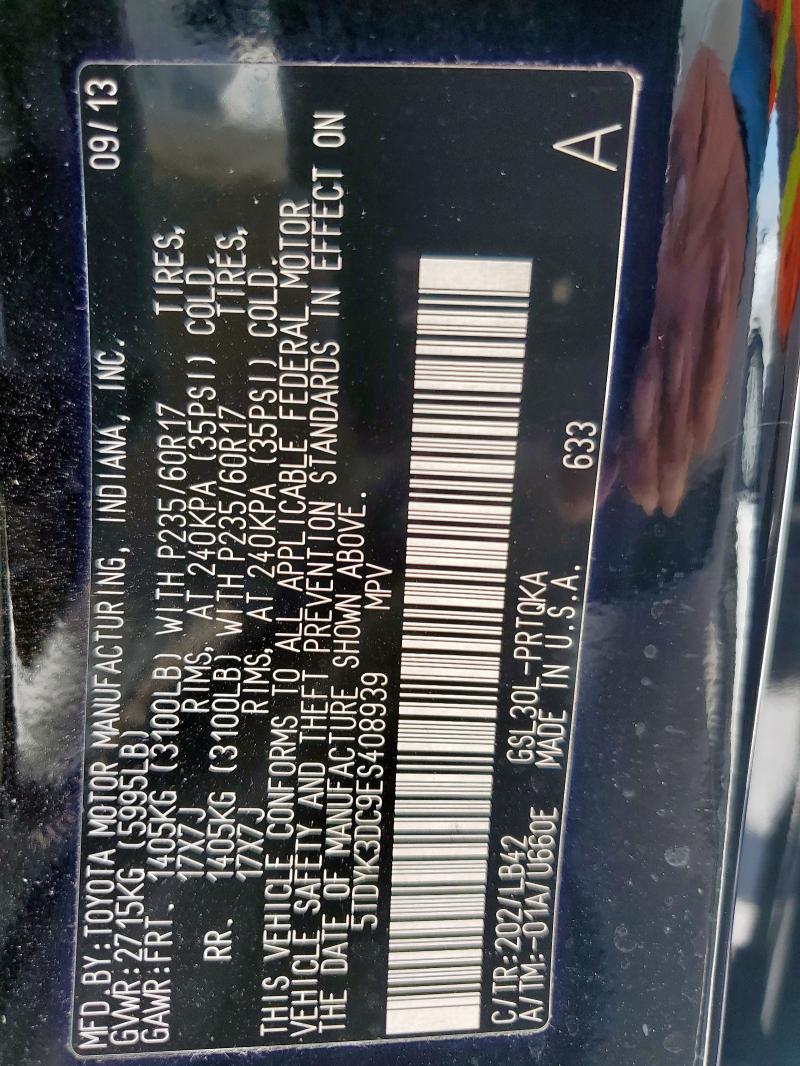 MFD.BY:TOYOTA MOTOR MANUFACTURING, INDIANA, INC. 09/13
GVWR:2715KG (5995LB)
GAWR:FRT. 1405KG (3100LB) WITH P235/60R17 TIRES,
17X7J RIMS, AT 240KPA (35PSI) COLD.
RR. 1405KG (3100LB) WITH P235/60R17 TIRES,
17X7J RIMS, AT 240KPA (35PSI) COLD.
THIS VEHICLE CONFORMS TO ALL APPLICABLE FEDERAL MOTOR
VEHICLE SAFETY AND THEFT PREVENTION STANDARDS IN EFFECT ON
THE DATE OF MANUFACTURE SHOWN ABOVE.
5TDYK3DC9ES408939 MPV
C/TR:202/LB42 GSL30L-PRTQKA 633 A
A/TM:-01A/U660E MADE IN U.S.A.